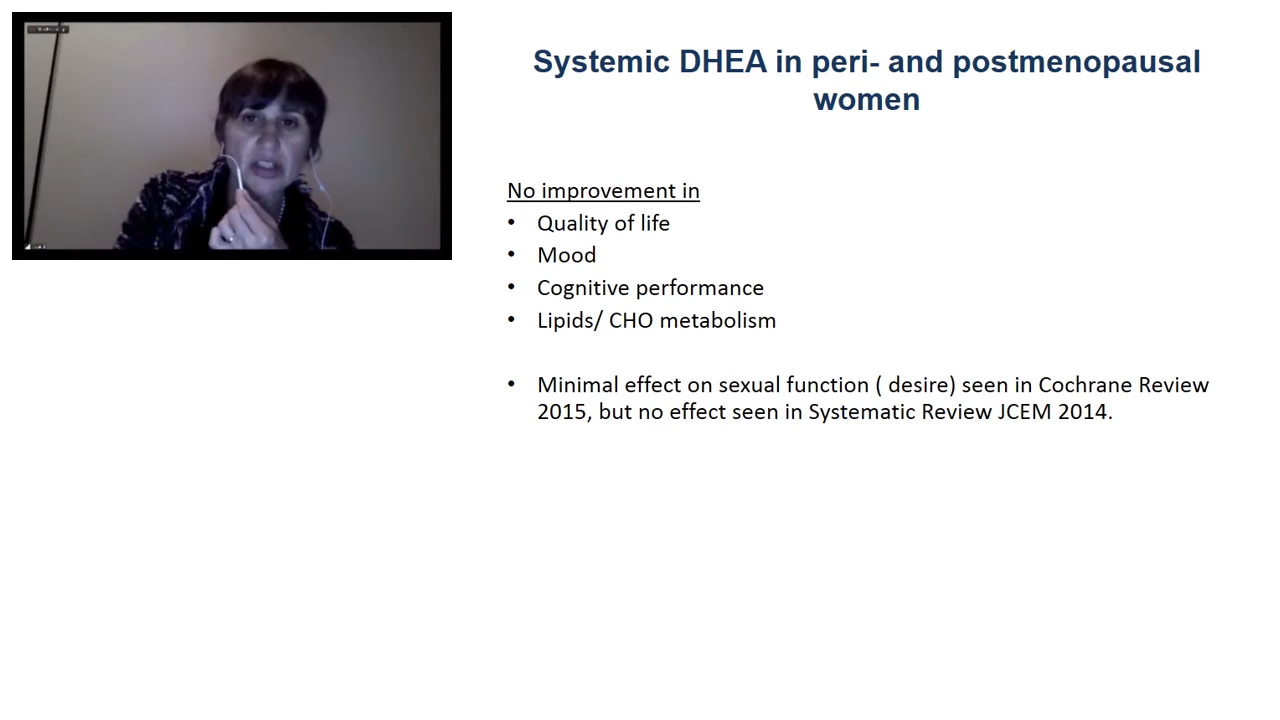 Systemic DHEA in peri- and postmenopausal
women
No improvement in
• Quality of life
• Mood
• Cognitive performance
• Lipids/ CHO metabolism
• Minimal effect on sexual function ( desire) seen in Cochrane Review
2015, but no effect seen in Systematic Review JCEM 2014.